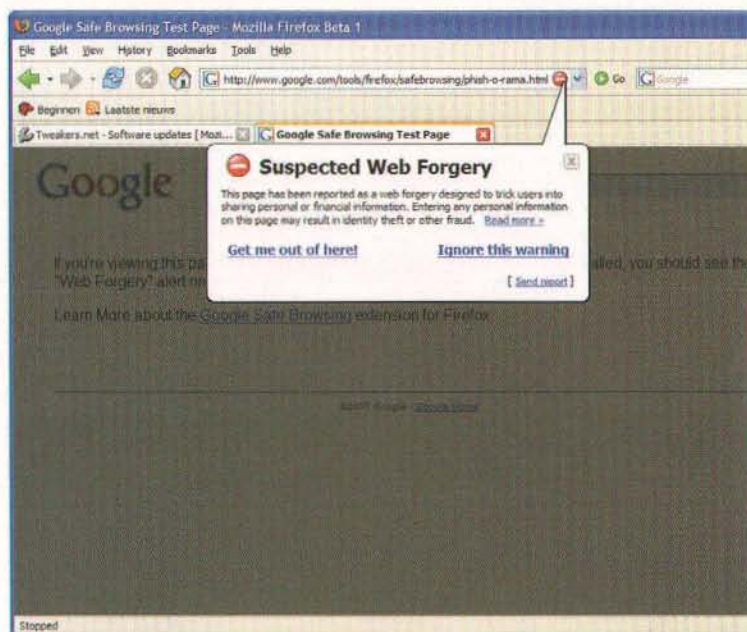 Google Safe Browsing Test Page - Mozilla Firefox Beta 1
File Edit View History Bookmarks Tools Help
http://www.google.com/tools/firefox/safebrowsing/phish-o-rama.html Go Google
Beginnen Laatste nieuws
Tweakers.net - Software updates [ Mozi... Google Safe Browsing Test Page
Google
Suspected Web Forgery
This page has been reported as a web forgery designed to trick users into
sharing personal or financial information. Entering any personal information
on this page may result in identity theft or other fraud. Read more »
Get me out of here! Ignore this warning
[ Send report ]
If you're viewing this pa alled, you should see the
"Web Forgery" alert on
Learn More about the Google Safe Browsing extension for Firefox
Google
Stopped